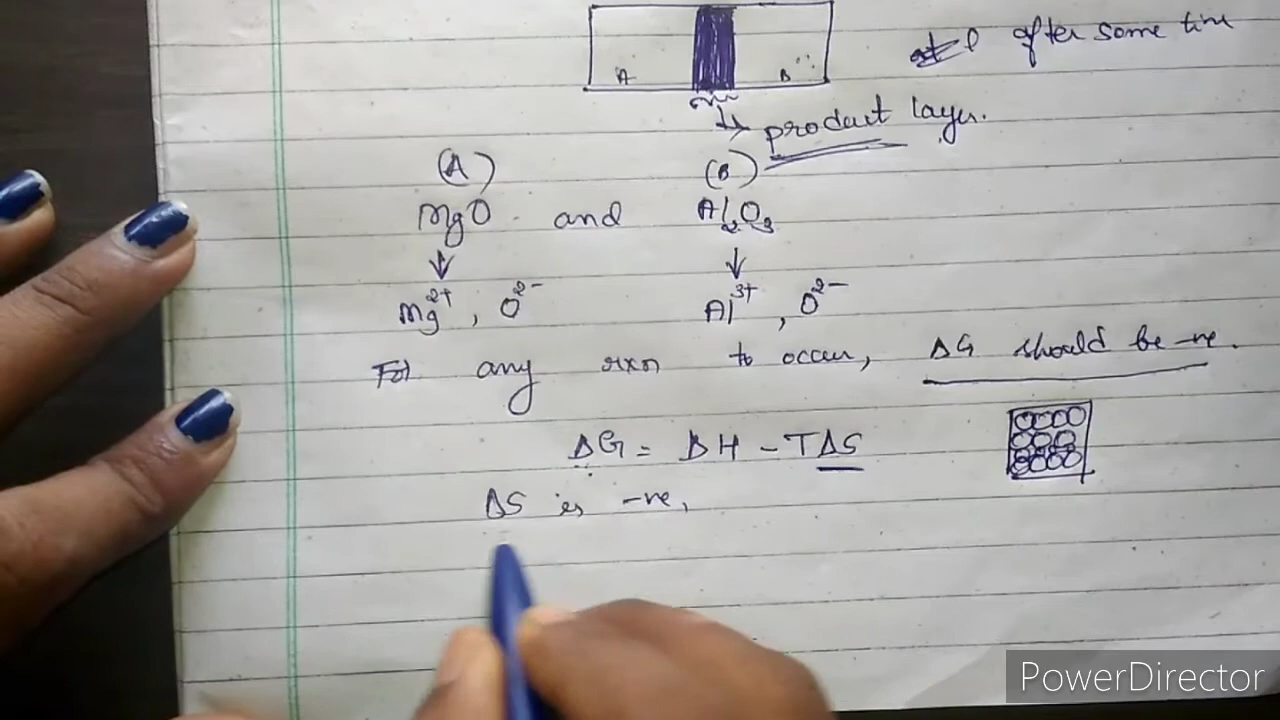 A B after some time
product layer.
(A) (B)
MgO and Al₂O₃
↓ ↓
Mg²⁺, O²⁻ Al³⁺, O²⁻
For any rxn to occur, ΔG should be -ve.
ΔG = ΔH - TΔS
ΔS is -ve,
PowerDirector